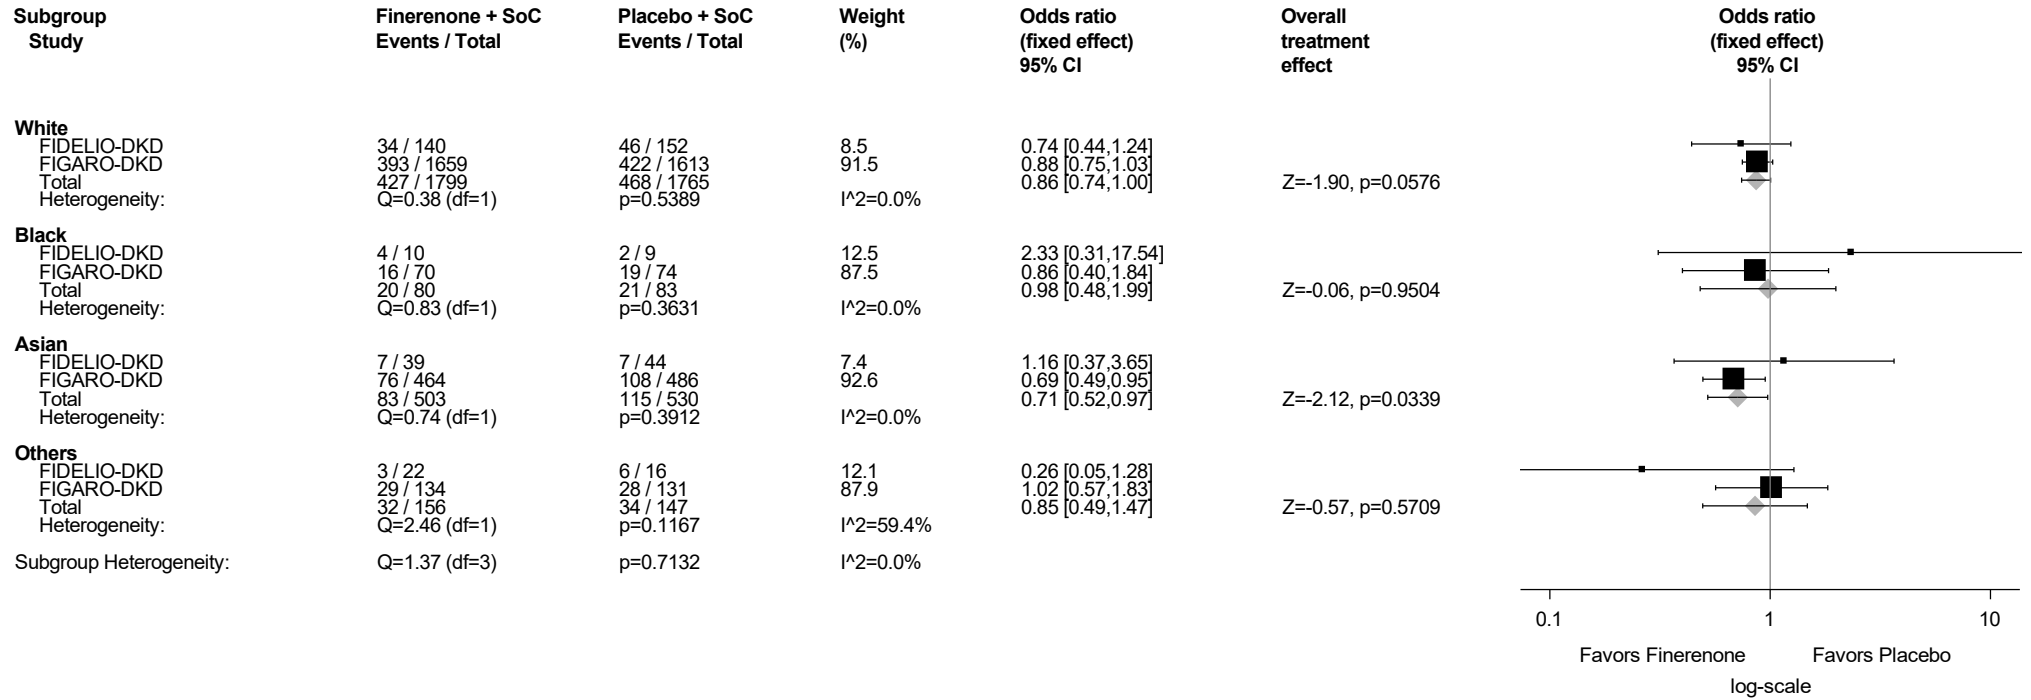 Subgroup Finerenone + SoC Placebo + SoC Weight Odds ratio Overall Odds ratio
Study Events / Total Events / Total (%) (fixed effect) treatment (fixed effect)
95% CI effect 95% CI
White
FIDELIO-DKD 34 / 140 46 / 152 8.5 0.74 [0.44,1.24]
FIGARO-DKD 393 / 1659 422 / 1613 91.5 0.88 [0.75,1.03]
Total 427 / 1799 468 / 1765 0.86 [0.74,1.00] Z=-1.90, p=0.0576
Heterogeneity: Q=0.38 (df=1) p=0.5389 I^2=0.0%
Black
FIDELIO-DKD 4 / 10 2 / 9 12.5 2.33 [0.31,17.54]
FIGARO-DKD 16 / 70 19 / 74 87.5 0.86 [0.40,1.84]
Total 20 / 80 21 / 83 0.98 [0.48,1.99] Z=-0.06, p=0.9504
Heterogeneity: Q=0.83 (df=1) p=0.3631 I^2=0.0%
Asian
FIDELIO-DKD 7 / 39 7 / 44 7.4 1.16 [0.37,3.65]
FIGARO-DKD 76 / 464 108 / 486 92.6 0.69 [0.49,0.95]
Total 83 / 503 115 / 530 0.71 [0.52,0.97] Z=-2.12, p=0.0339
Heterogeneity: Q=0.74 (df=1) p=0.3912 I^2=0.0%
Others
FIDELIO-DKD 3 / 22 6 / 16 12.1 0.26 [0.05,1.28]
FIGARO-DKD 29 / 134 28 / 131 87.9 1.02 [0.57,1.83]
Total 32 / 156 34 / 147 0.85 [0.49,1.47] Z=-0.57, p=0.5709
Heterogeneity: Q=2.46 (df=1) p=0.1167 I^2=59.4%
Subgroup Heterogeneity: Q=1.37 (df=3) p=0.7132 I^2=0.0%
0.1 1 10
Favors Finerenone Favors Placebo
log-scale